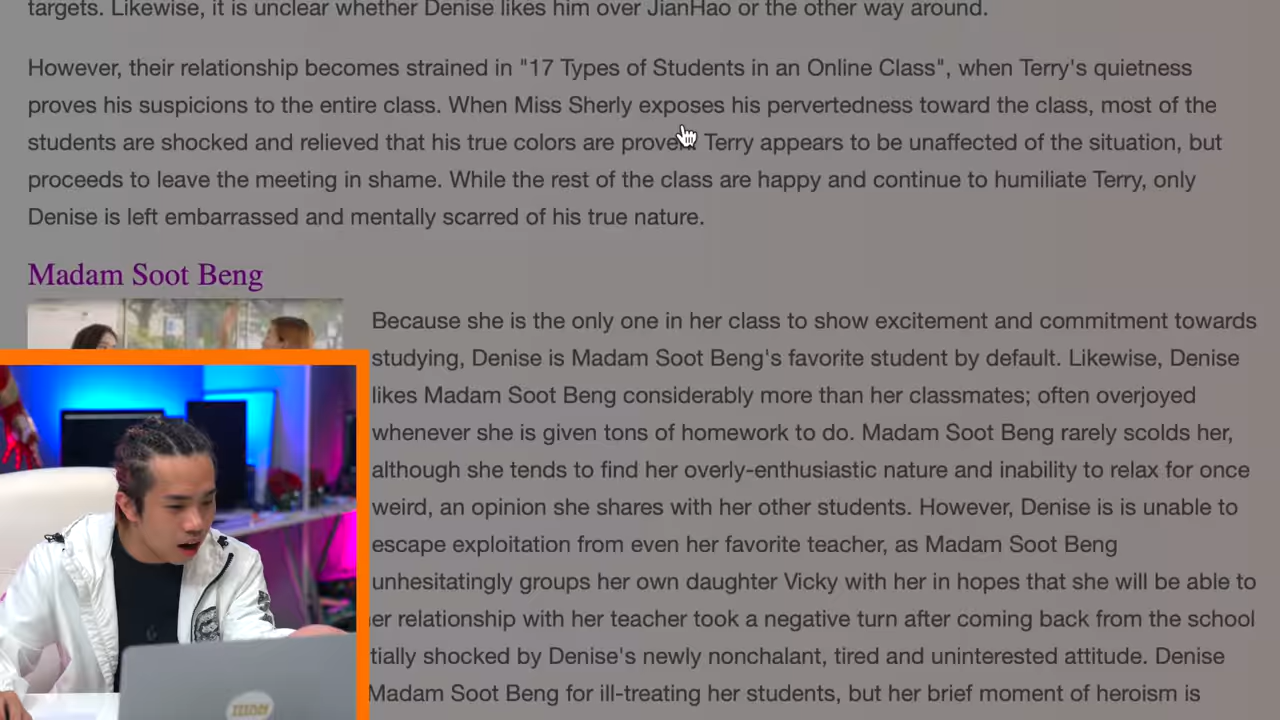 targets. Likewise, it is unclear whether Denise likes him over JianHao or the other way around.
However, their relationship becomes strained in "17 Types of Students in an Online Class", when Terry's quietness
proves his suspicions to the entire class. When Miss Sherly exposes his pervertedness toward the class, most of the
students are shocked and relieved that his true colors are proven. Terry appears to be unaffected of the situation, but
proceeds to leave the meeting in shame. While the rest of the class are happy and continue to humiliate Terry, only
Denise is left embarrassed and mentally scarred of his true nature.
Madam Soot Beng
Because she is the only one in her class to show excitement and commitment towards
studying, Denise is Madam Soot Beng's favorite student by default. Likewise, Denise
likes Madam Soot Beng considerably more than her classmates; often overjoyed
whenever she is given tons of homework to do. Madam Soot Beng rarely scolds her,
although she tends to find her overly-enthusiastic nature and inability to relax for once
weird, an opinion she shares with her other students. However, Denise is is unable to
escape exploitation from even her favorite teacher, as Madam Soot Beng
unhesitatingly groups her own daughter Vicky with her in hopes that she will be able to
er relationship with her teacher took a negative turn after coming back from the school
tially shocked by Denise's newly nonchalant, tired and uninterested attitude. Denise
Madam Soot Beng for ill-treating her students, but her brief moment of heroism is